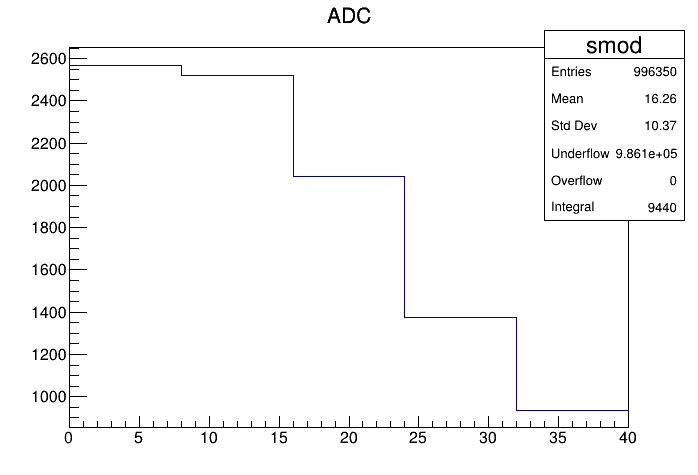 ADC
smod
Entries 996350
Mean 16.26
Std Dev 10.37
Underflow 9.861e+05
Overflow 0
Integral 9440
2600
2400
2200
2000
1800
1600
1400
1200
1000
0 5 10 15 20 25 30 35 40